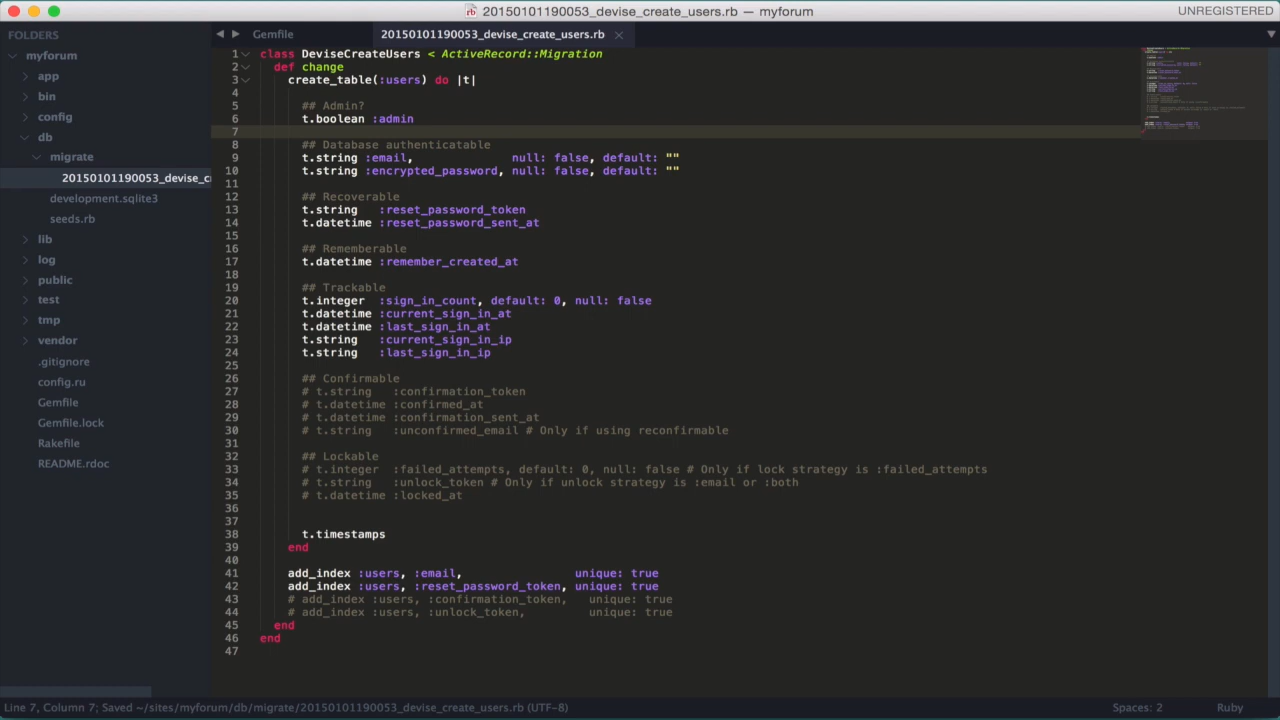 20150101190053_devise_create_users.rb — myforum
UNREGISTERED
FOLDERS
myforum
app
bin
config
db
migrate
20150101190053_devise_c
development.sqlite3
seeds.rb
lib
log
public
test
tmp
vendor
.gitignore
config.ru
Gemfile
Gemfile.lock
Rakefile
README.rdoc
Gemfile
20150101190053_devise_create_users.rb
1 class DeviseCreateUsers < ActiveRecord::Migration
2 def change
3 create_table(:users) do |t|
4
5 ## Admin?
6 t.boolean :admin
7
8 ## Database authenticatable
9 t.string :email,              null: false, default: ""
10 t.string :encrypted_password, null: false, default: ""
11
12 ## Recoverable
13 t.string   :reset_password_token
14 t.datetime :reset_password_sent_at
15
16 ## Rememberable
17 t.datetime :remember_created_at
18
19 ## Trackable
20 t.integer  :sign_in_count, default: 0, null: false
21 t.datetime :current_sign_in_at
22 t.datetime :last_sign_in_at
23 t.string   :current_sign_in_ip
24 t.string   :last_sign_in_ip
25
26 ## Confirmable
27 # t.string   :confirmation_token
28 # t.datetime :confirmed_at
29 # t.datetime :confirmation_sent_at
30 # t.string   :unconfirmed_email # Only if using reconfirmable
31
32 ## Lockable
33 # t.integer  :failed_attempts, default: 0, null: false # Only if lock strategy is :failed_attempts
34 # t.string   :unlock_token # Only if unlock strategy is :email or :both
35 # t.datetime :locked_at
36
37
38 t.timestamps
39 end
40
41 add_index :users, :email,                unique: true
42 add_index :users, :reset_password_token, unique: true
43 # add_index :users, :confirmation_token,   unique: true
44 # add_index :users, :unlock_token,         unique: true
45 end
46 end
47
Line 7, Column 7; Saved ~/sites/myforum/db/migrate/20150101190053_devise_create_users.rb (UTF-8)
Spaces: 2
Ruby